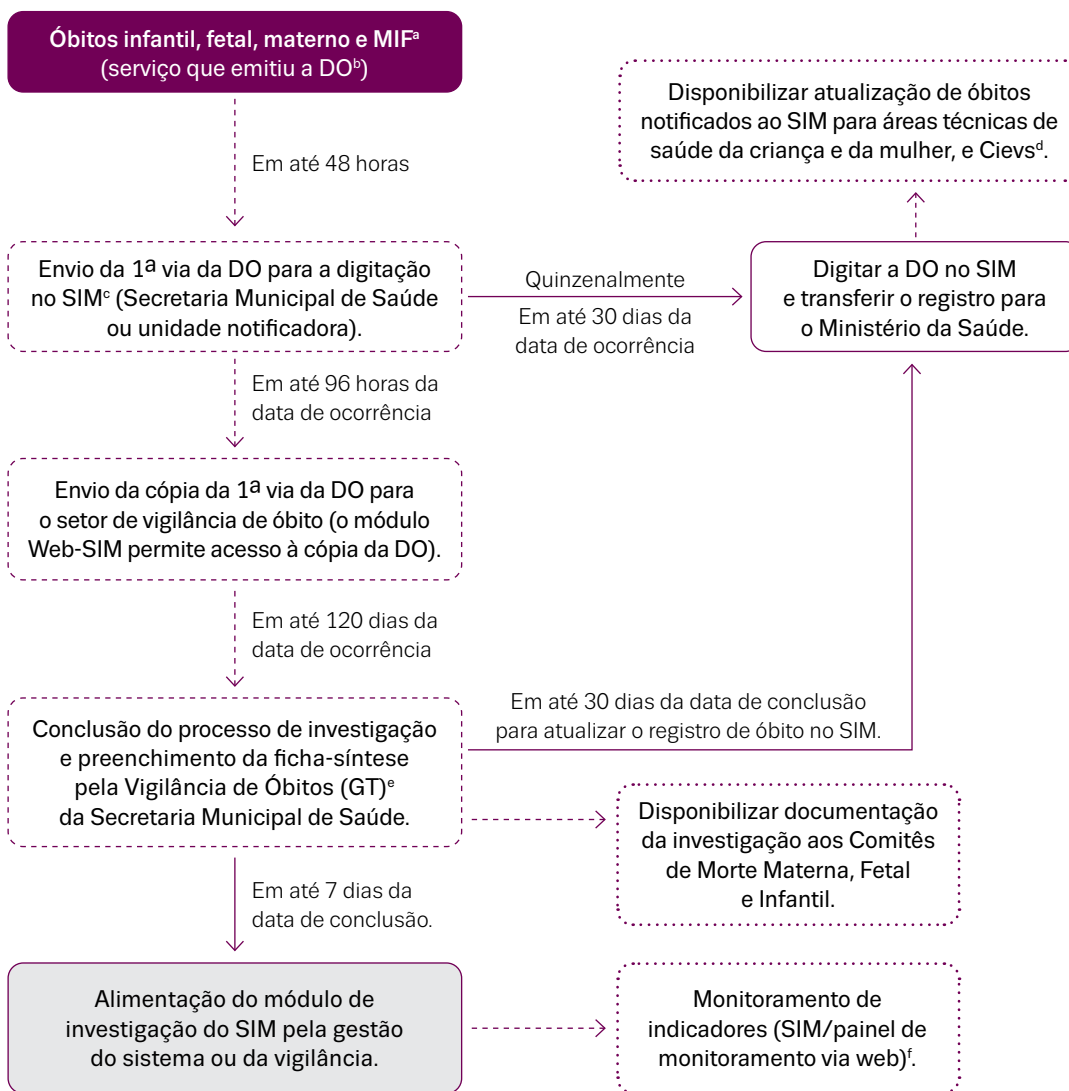 Óbitos infantil, fetal, materno e MIFᵃ
(serviço que emitiu a DOᵇ)
Em até 48 horas
Disponibilizar atualização de óbitos
notificados ao SIM para áreas técnicas de
saúde da criança e da mulher, e Cievsᵈ.
Envio da 1ª via da DO para a digitação
no SIMᶜ (Secretaria Municipal de Saúde
ou unidade notificadora).
Quinzenalmente
Em até 30 dias da
data de ocorrência
Digitar a DO no SIM
e transferir o registro para
o Ministério da Saúde.
Em até 96 horas da
data de ocorrência
Envio da cópia da 1ª via da DO para
o setor de vigilância de óbito (o módulo
Web-SIM permite acesso à cópia da DO).
Em até 120 dias da
data de ocorrência
Conclusão do processo de investigação
e preenchimento da ficha-síntese
pela Vigilância de Óbitos (GT)ᵉ
da Secretaria Municipal de Saúde.
Em até 30 dias da data de conclusão
para atualizar o registro de óbito no SIM.
Disponibilizar documentação
da investigação aos Comitês
de Morte Materna, Fetal
e Infantil.
Em até 7 dias da
data de conclusão.
Alimentação do módulo de
investigação do SIM pela gestão
do sistema ou da vigilância.
Monitoramento de
indicadores (SIM/painel de
monitoramento via web)ᶠ.